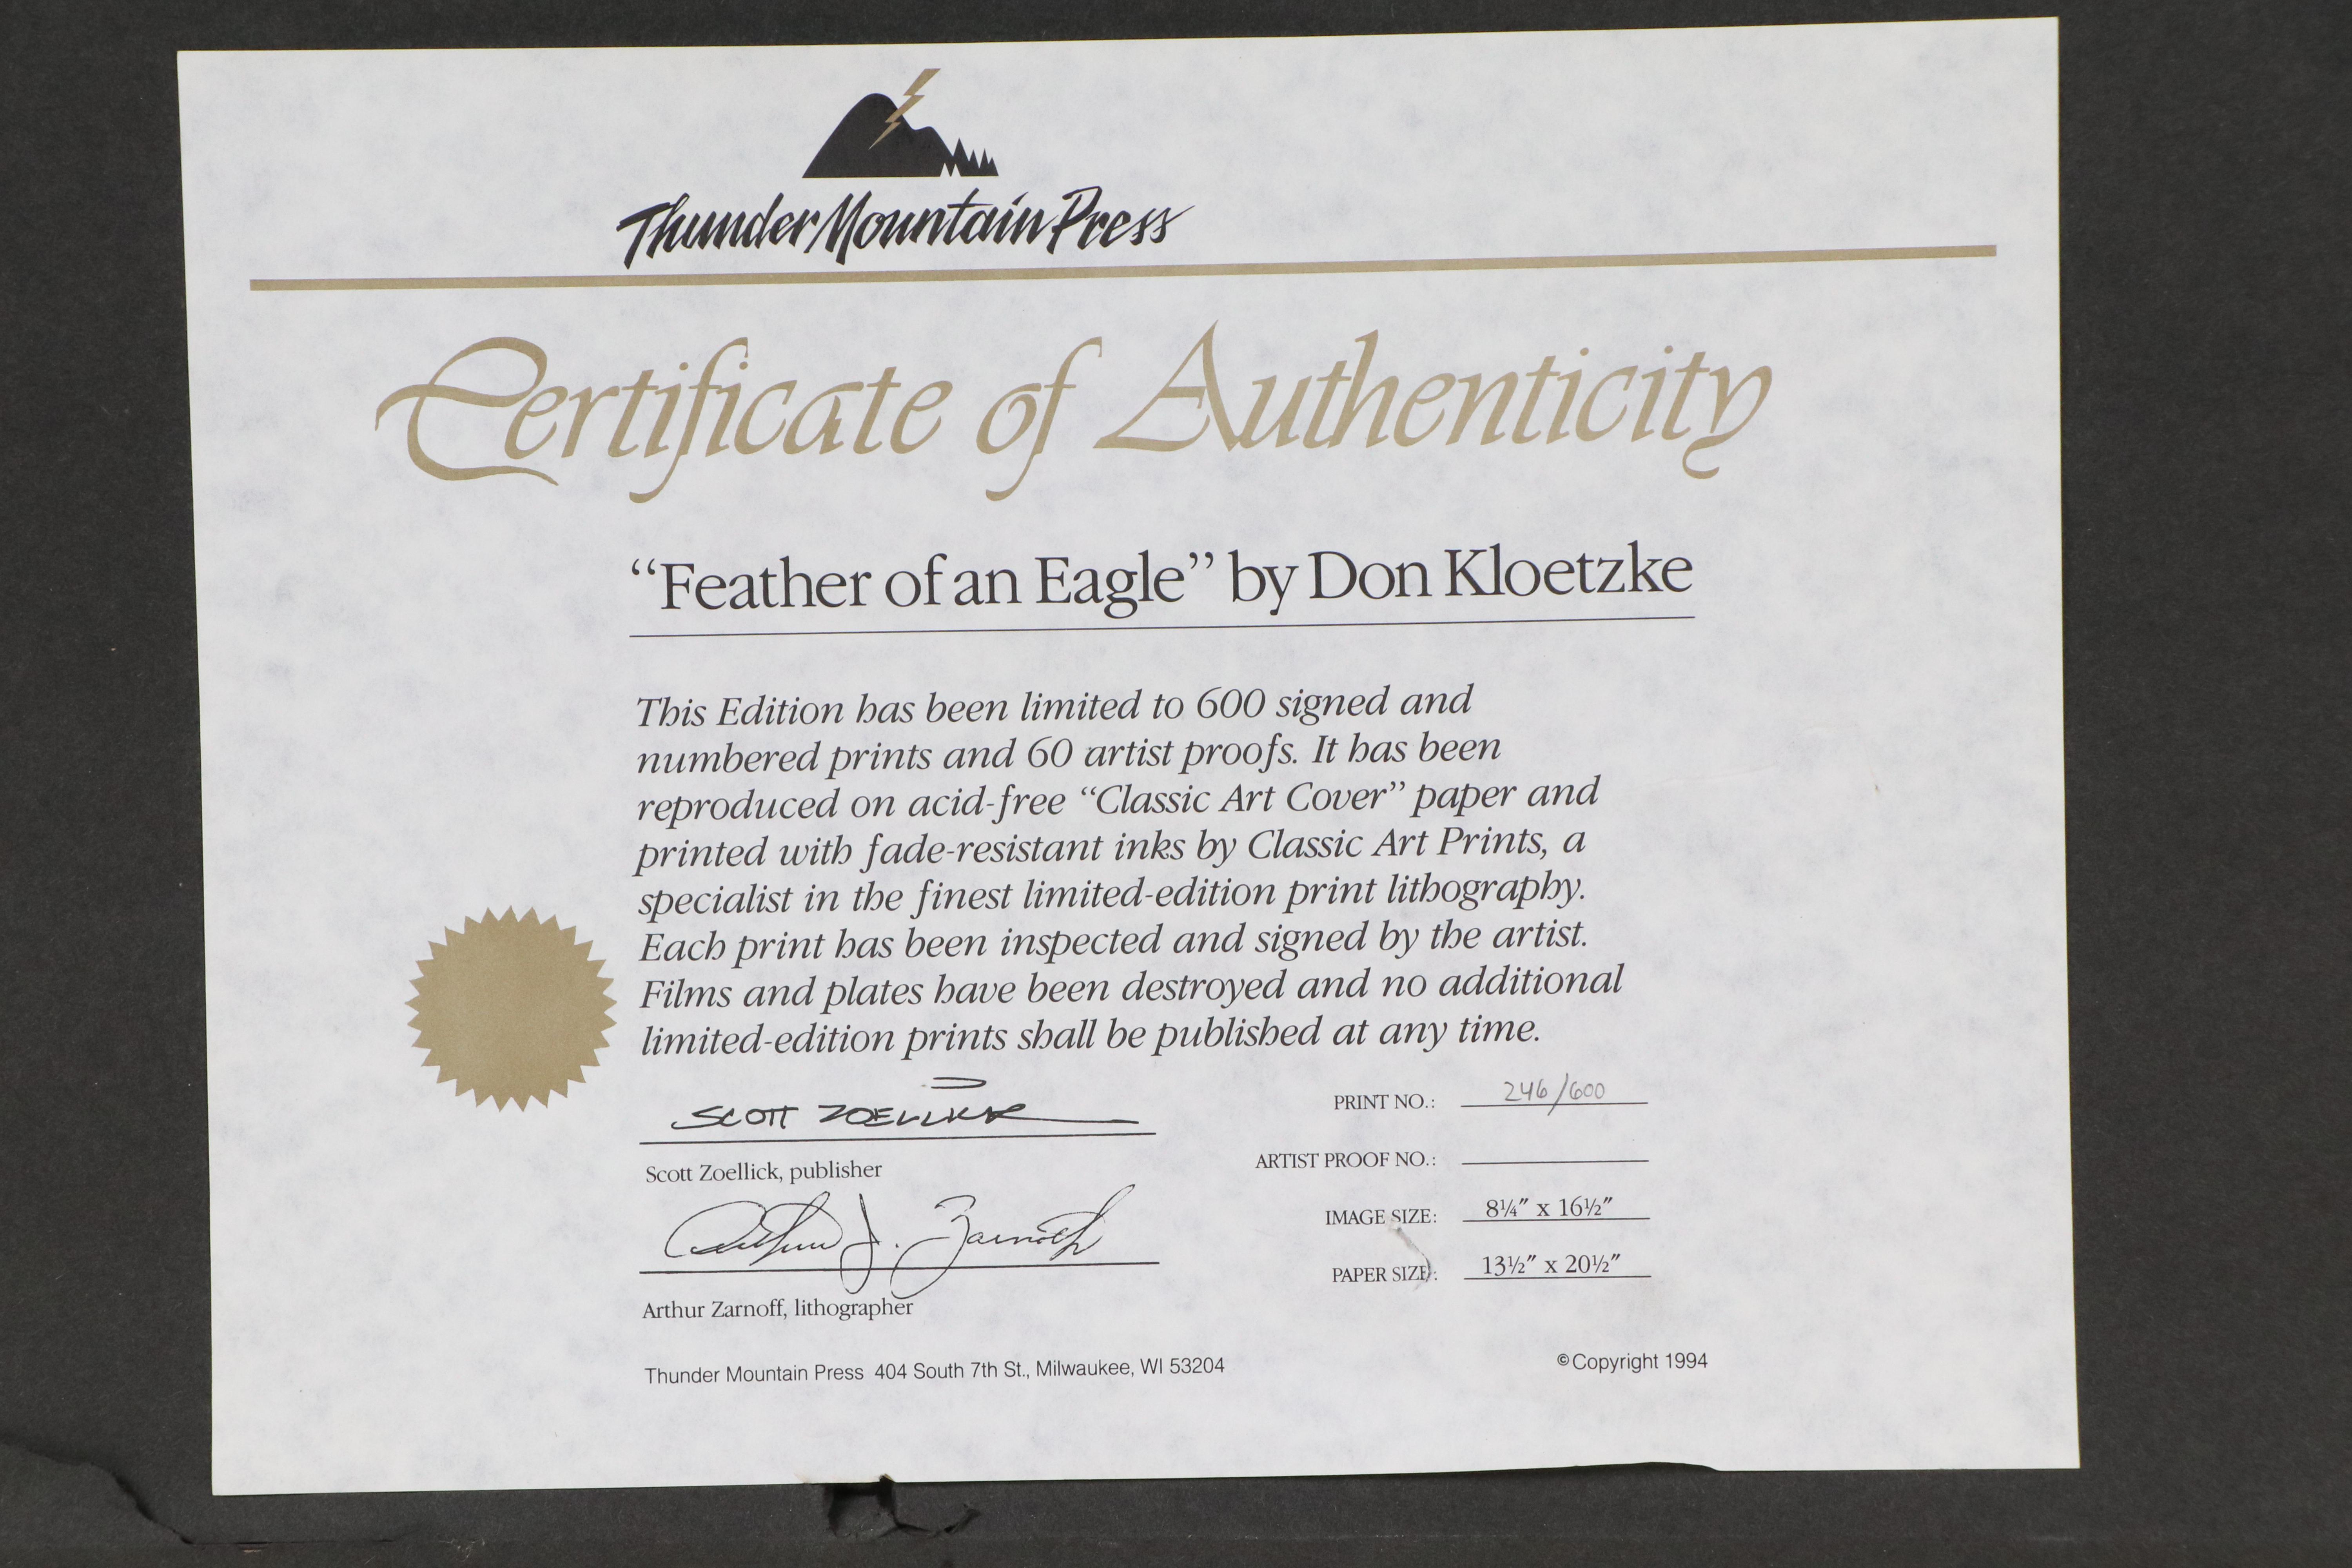 Thunder Mountain Press
Certificate of Authenticity
“Feather of an Eagle” by Don Kloetzke
This Edition has been limited to 600 signed and
numbered prints and 60 artist proofs. It has been
reproduced on acid-free “Classic Art Cover” paper and
printed with fade-resistant inks by Classic Art Prints, a
specialist in the finest limited-edition print lithography.
Each print has been inspected and signed by the artist.
Films and plates have been destroyed and no additional
limited-edition prints shall be published at any time.
SCOTT ZOELLICK
Scott Zoellick, publisher
Arthur J. Zarnoff
Arthur Zarnoff, lithographer
PRINT NO.: 246/600
ARTIST PROOF NO.:
IMAGE SIZE: 8¼″ x 16½″
PAPER SIZE: 13½″ x 20½″
Thunder Mountain Press 404 South 7th St., Milwaukee, WI 53204
©Copyright 1994